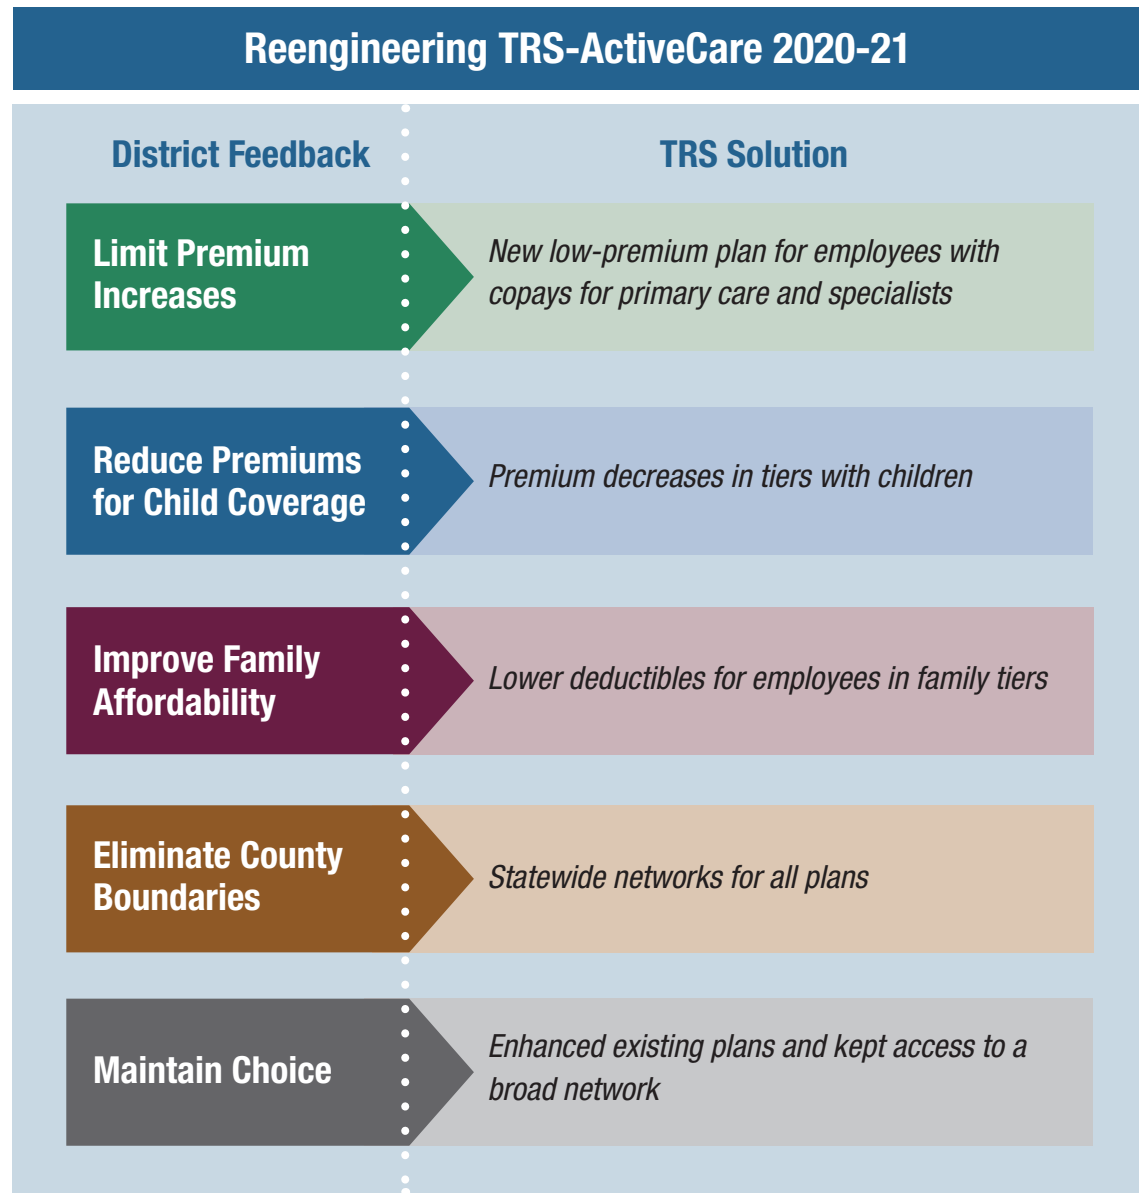 Reengineering TRS-ActiveCare 2020-21
District Feedback
TRS Solution
Limit Premium
Increases
New low-premium plan for employees with
copays for primary care and specialists
Reduce Premiums
for Child Coverage
Premium decreases in tiers with children
Improve Family
Affordability
Lower deductibles for employees in family tiers
Eliminate County
Boundaries
Statewide networks for all plans
Maintain Choice
Enhanced existing plans and kept access to a
broad network